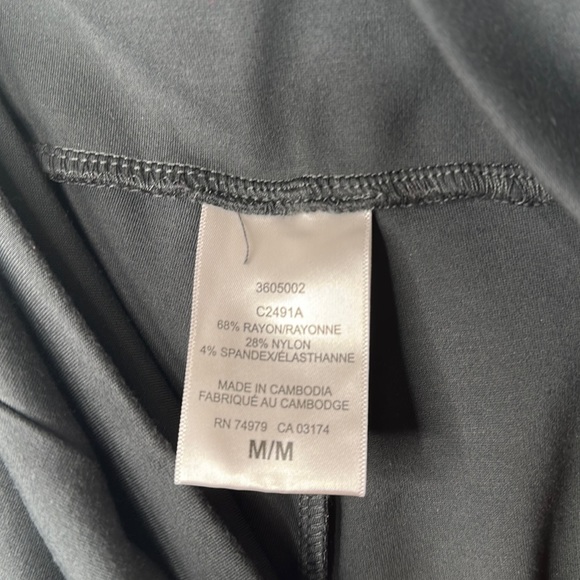 3605002
C2491A
68% RAYON/RAYONNE
28% NYLON
4% SPANDEX/ÉLASTHANNE
MADE IN CAMBODIA
FABRIQUÉ AU CAMBODGE
RN 74979 CA 03174
M/M